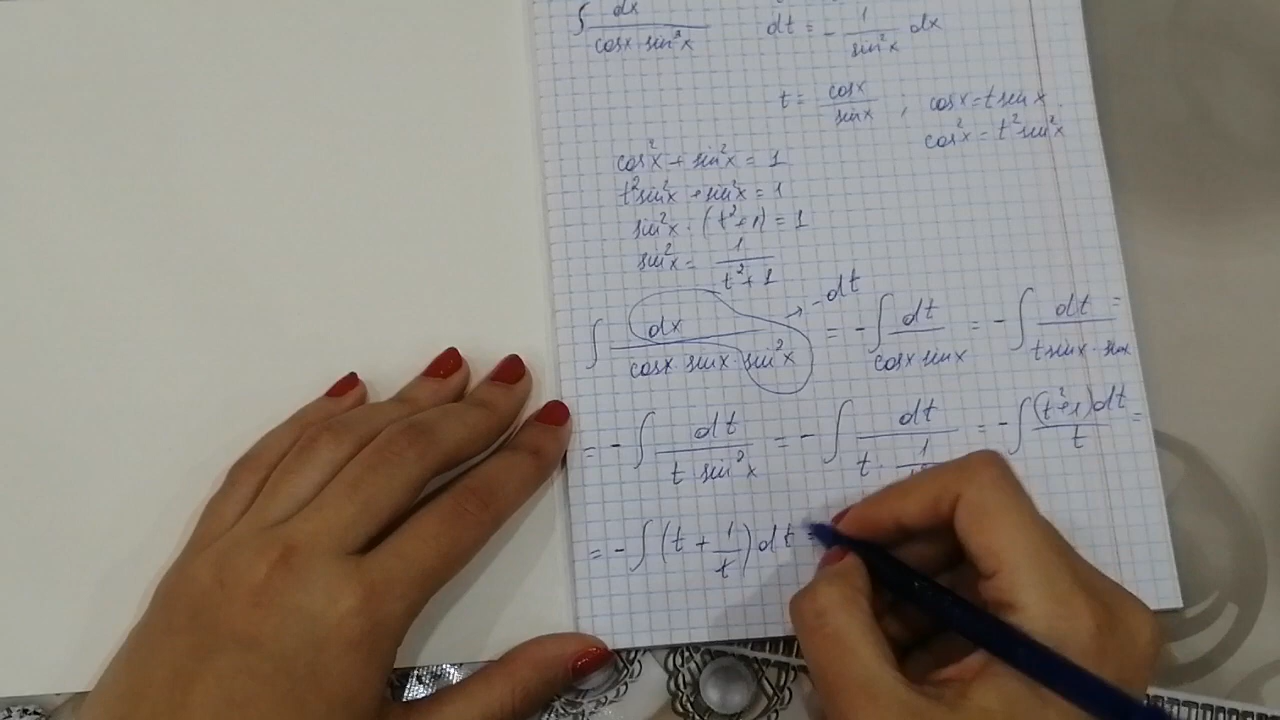 ∫ dx / (cosx · sin³x)   dt = - 1/sin²x dx
t = cosx/sinx ; cosx = t sinx
cos²x = t² sin²x
cos²x + sin²x = 1
t² sin²x + sin²x = 1
sin²x · (t² + 1) = 1
sin²x = 1/(t² + 1)
∫ dx / (cosx · sinx · sin²x) → -dt = - ∫ dt / (cosx sinx) = - ∫ dt / (t sinx · sinx) =
= - ∫ dt / (t · sin²x) = - ∫ dt / (t · 1/ = - ∫ (t² + 1) dt / t =
= - ∫ (t + 1/t) dt =